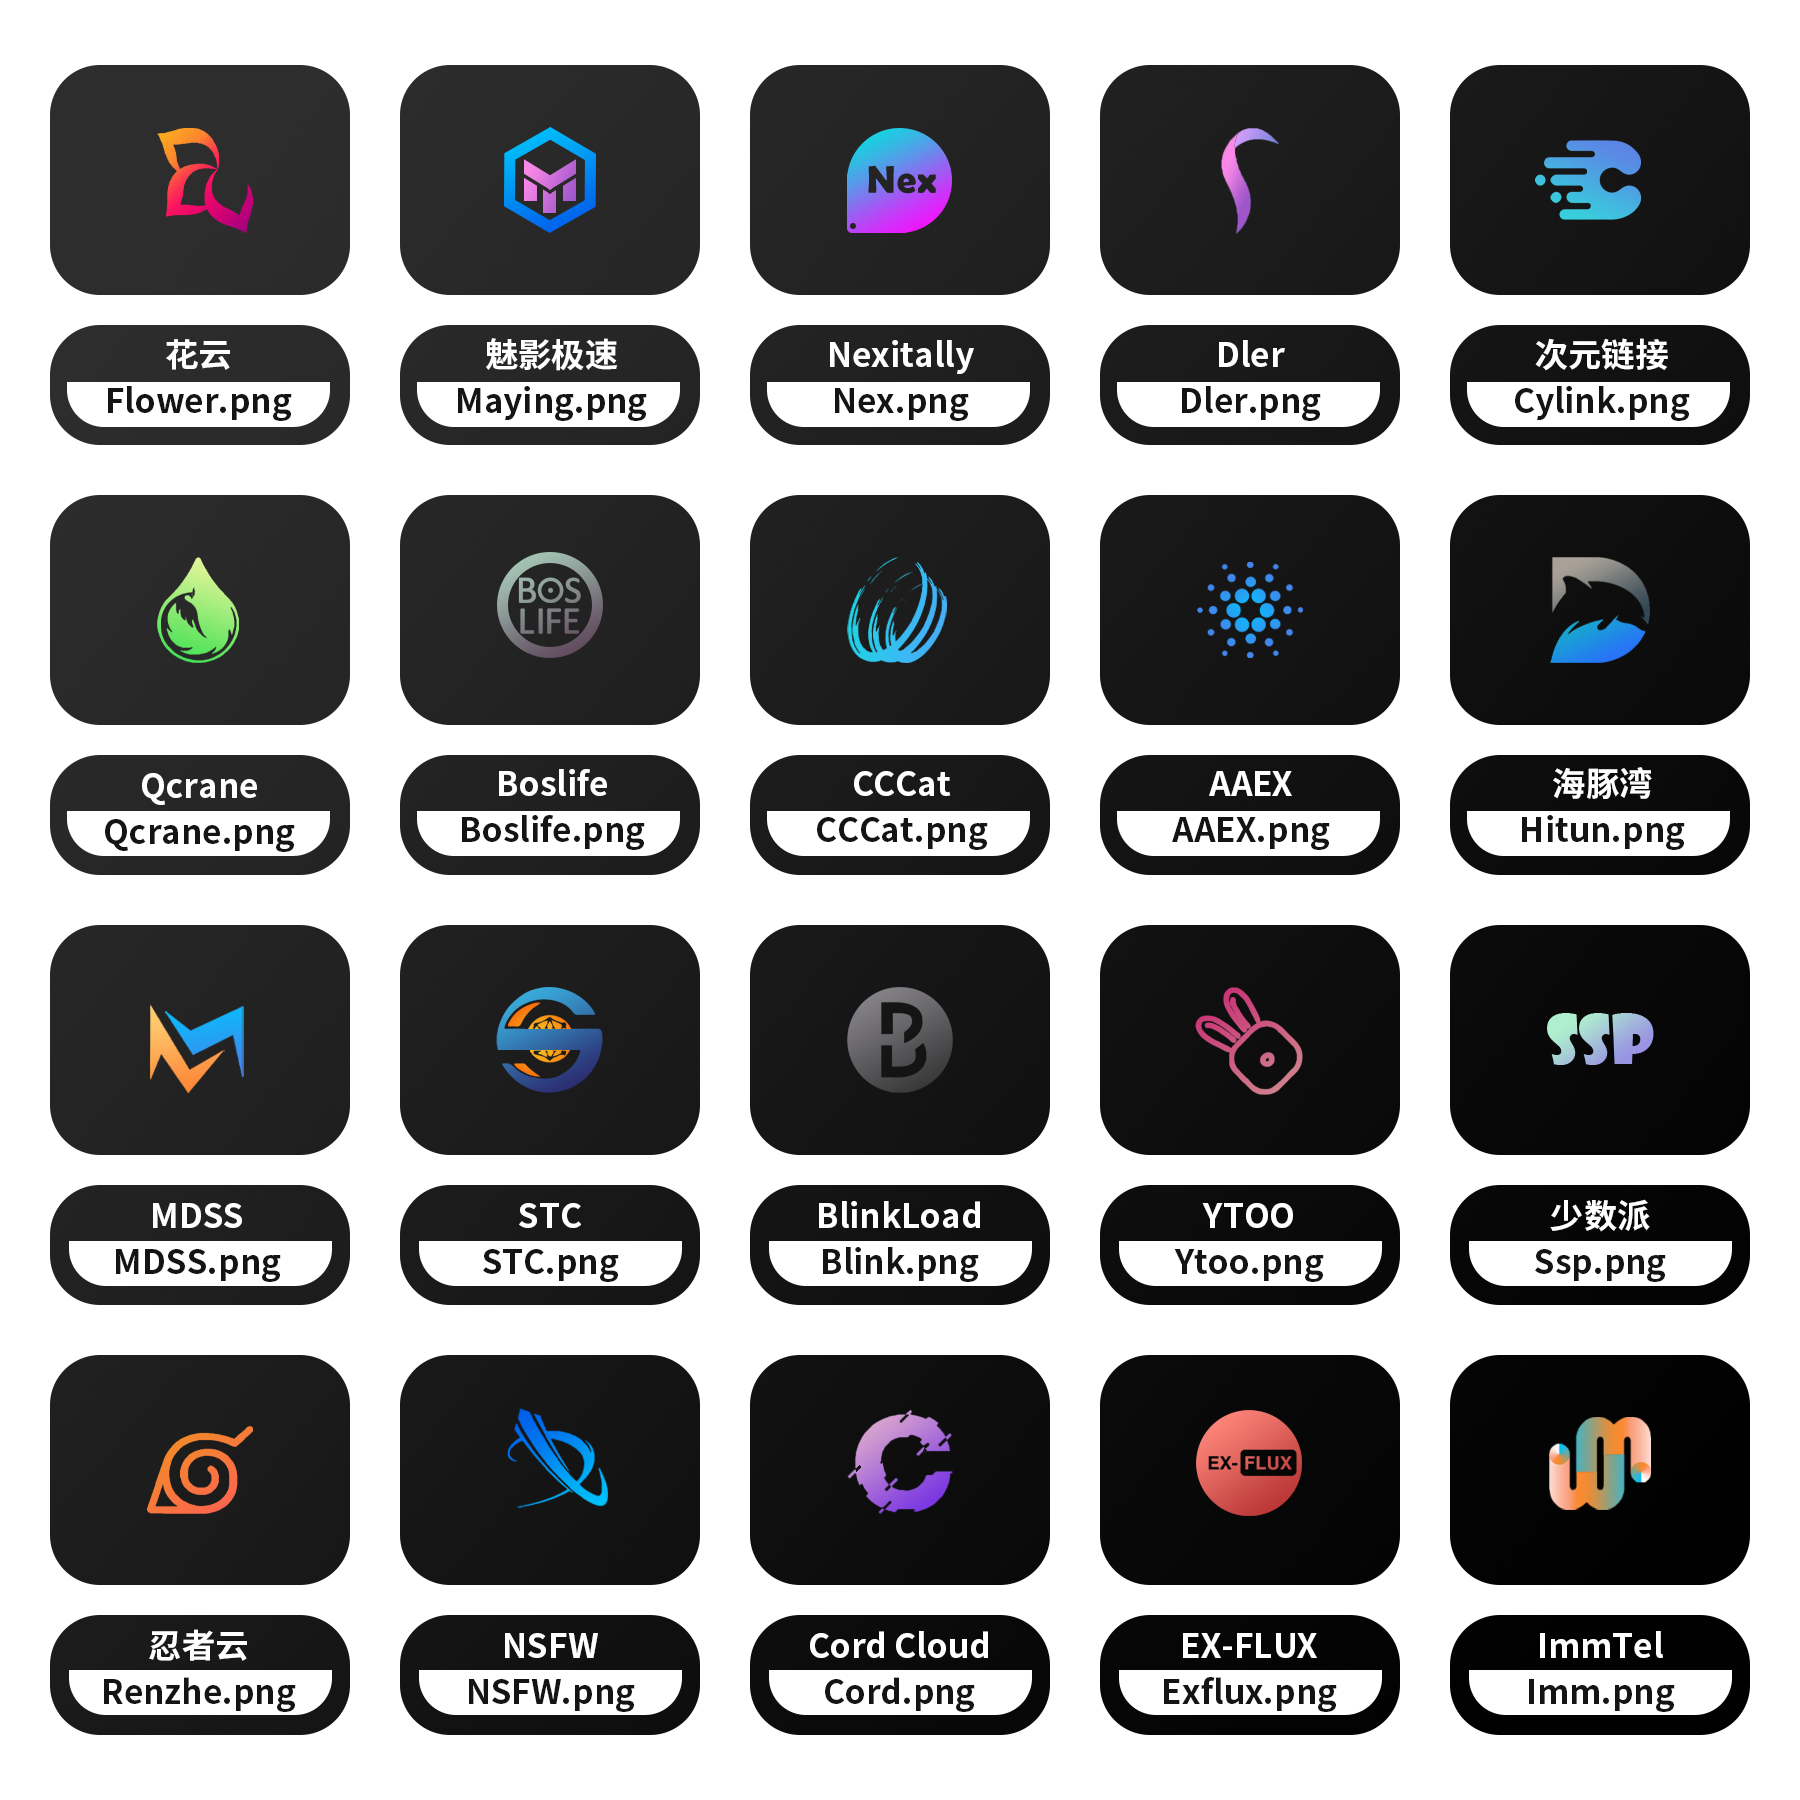 Nex
花云
Flower.png
魅影极速
Maying.png
Nexitally
Nex.png
Dler
Dler.png
次元链接
Cylink.png
BOS
LIFE
Qcrane
Qcrane.png
Boslife
Boslife.png
CCCat
CCCat.png
AAEX
AAEX.png
海豚湾
Hitun.png
SSP
MDSS
MDSS.png
STC
STC.png
BlinkLoad
Blink.png
YTOO
Ytoo.png
少数派
Ssp.png
EX-FLUX
忍者云
Renzhe.png
NSFW
NSFW.png
Cord Cloud
Cord.png
EX-FLUX
Exflux.png
ImmTel
Imm.png